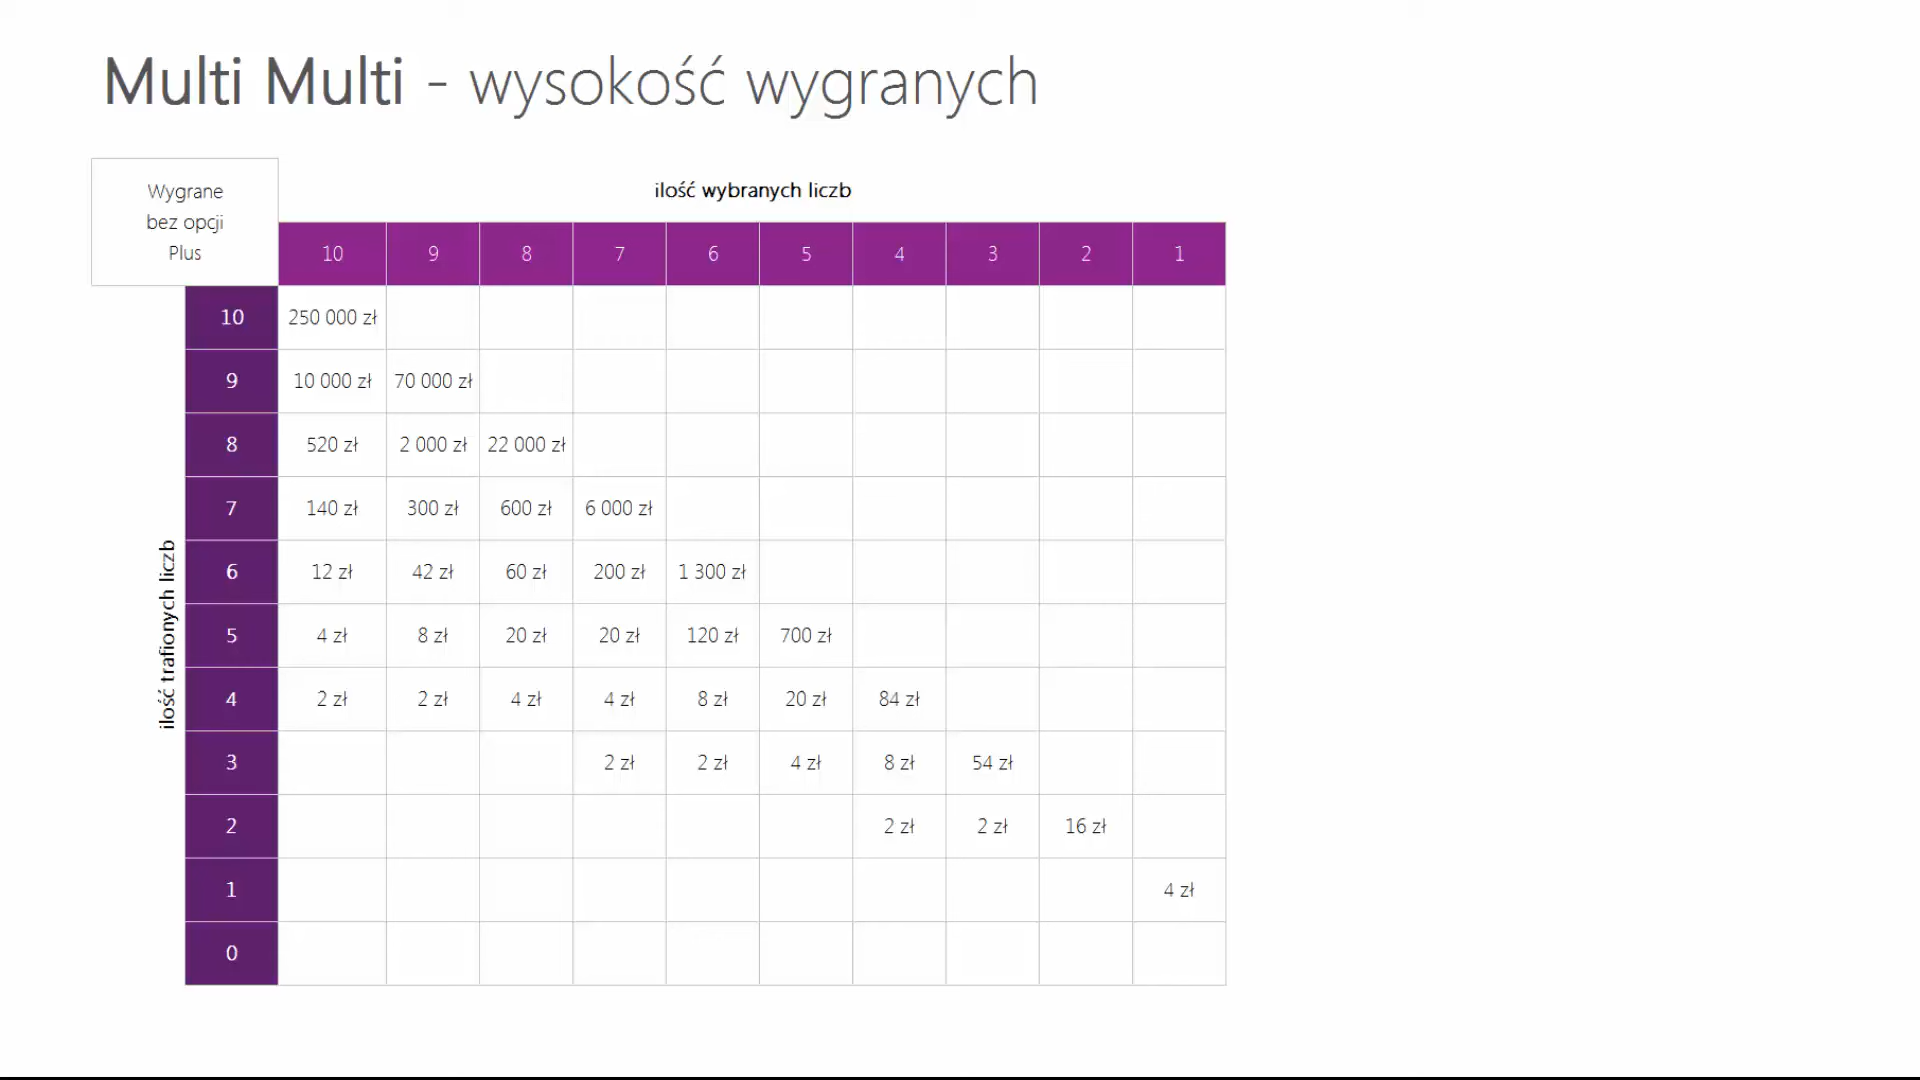 Multi Multi - wysokość wygranych
Wygrane
bez opcji
Plus
ilość wybranych liczb
10 9 8 7 6 5 4 3 2 1
ilość trafionych liczb
10 250 000 zł
9 10 000 zł 70 000 zł
8 520 zł 2 000 zł 22 000 zł
7 140 zł 300 zł 600 zł 6 000 zł
6 12 zł 42 zł 60 zł 200 zł 1 300 zł
5 4 zł 8 zł 20 zł 20 zł 120 zł 700 zł
4 2 zł 2 zł 4 zł 4 zł 8 zł 20 zł 84 zł
3 2 zł 2 zł 4 zł 8 zł 54 zł
2 2 zł 2 zł 16 zł
1 4 zł
0